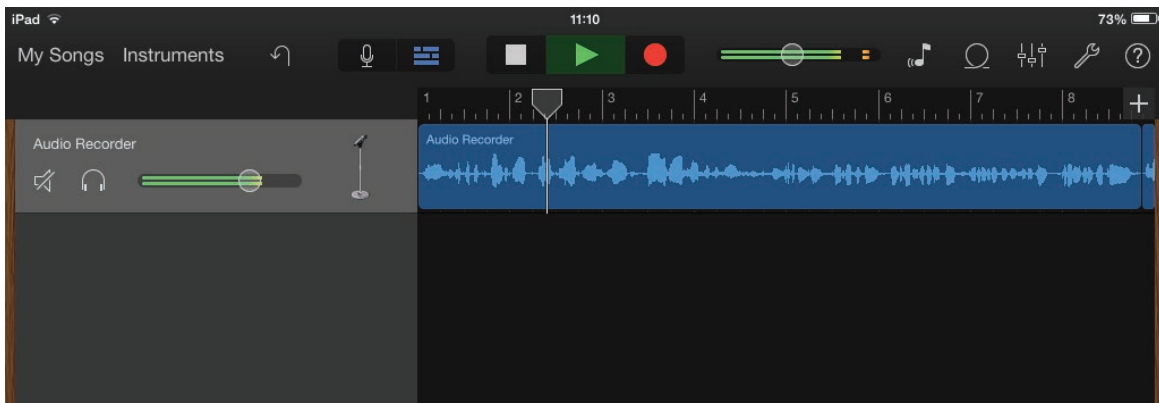 iPad 11:10 73%
My Songs Instruments ?
1 2 3 4 5 6 7 8 +
Audio Recorder
Audio Recorder